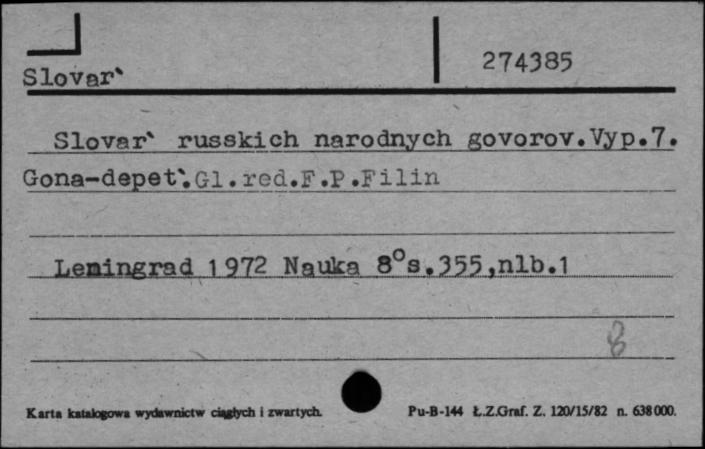 274385
Slovar`
Slovar` russkich narodnych govorov.Vyp.7.
Gona-depet`.Gl.red.F.P.Filin
Leningrad 1972 Nauka 8°s.355,nlb.1
8
Karta katalogowa wydawnictw ciągłych i zwartych. Pu-B-144 Ł.Z.Graf. Z. 120/15/82 n. 638000.